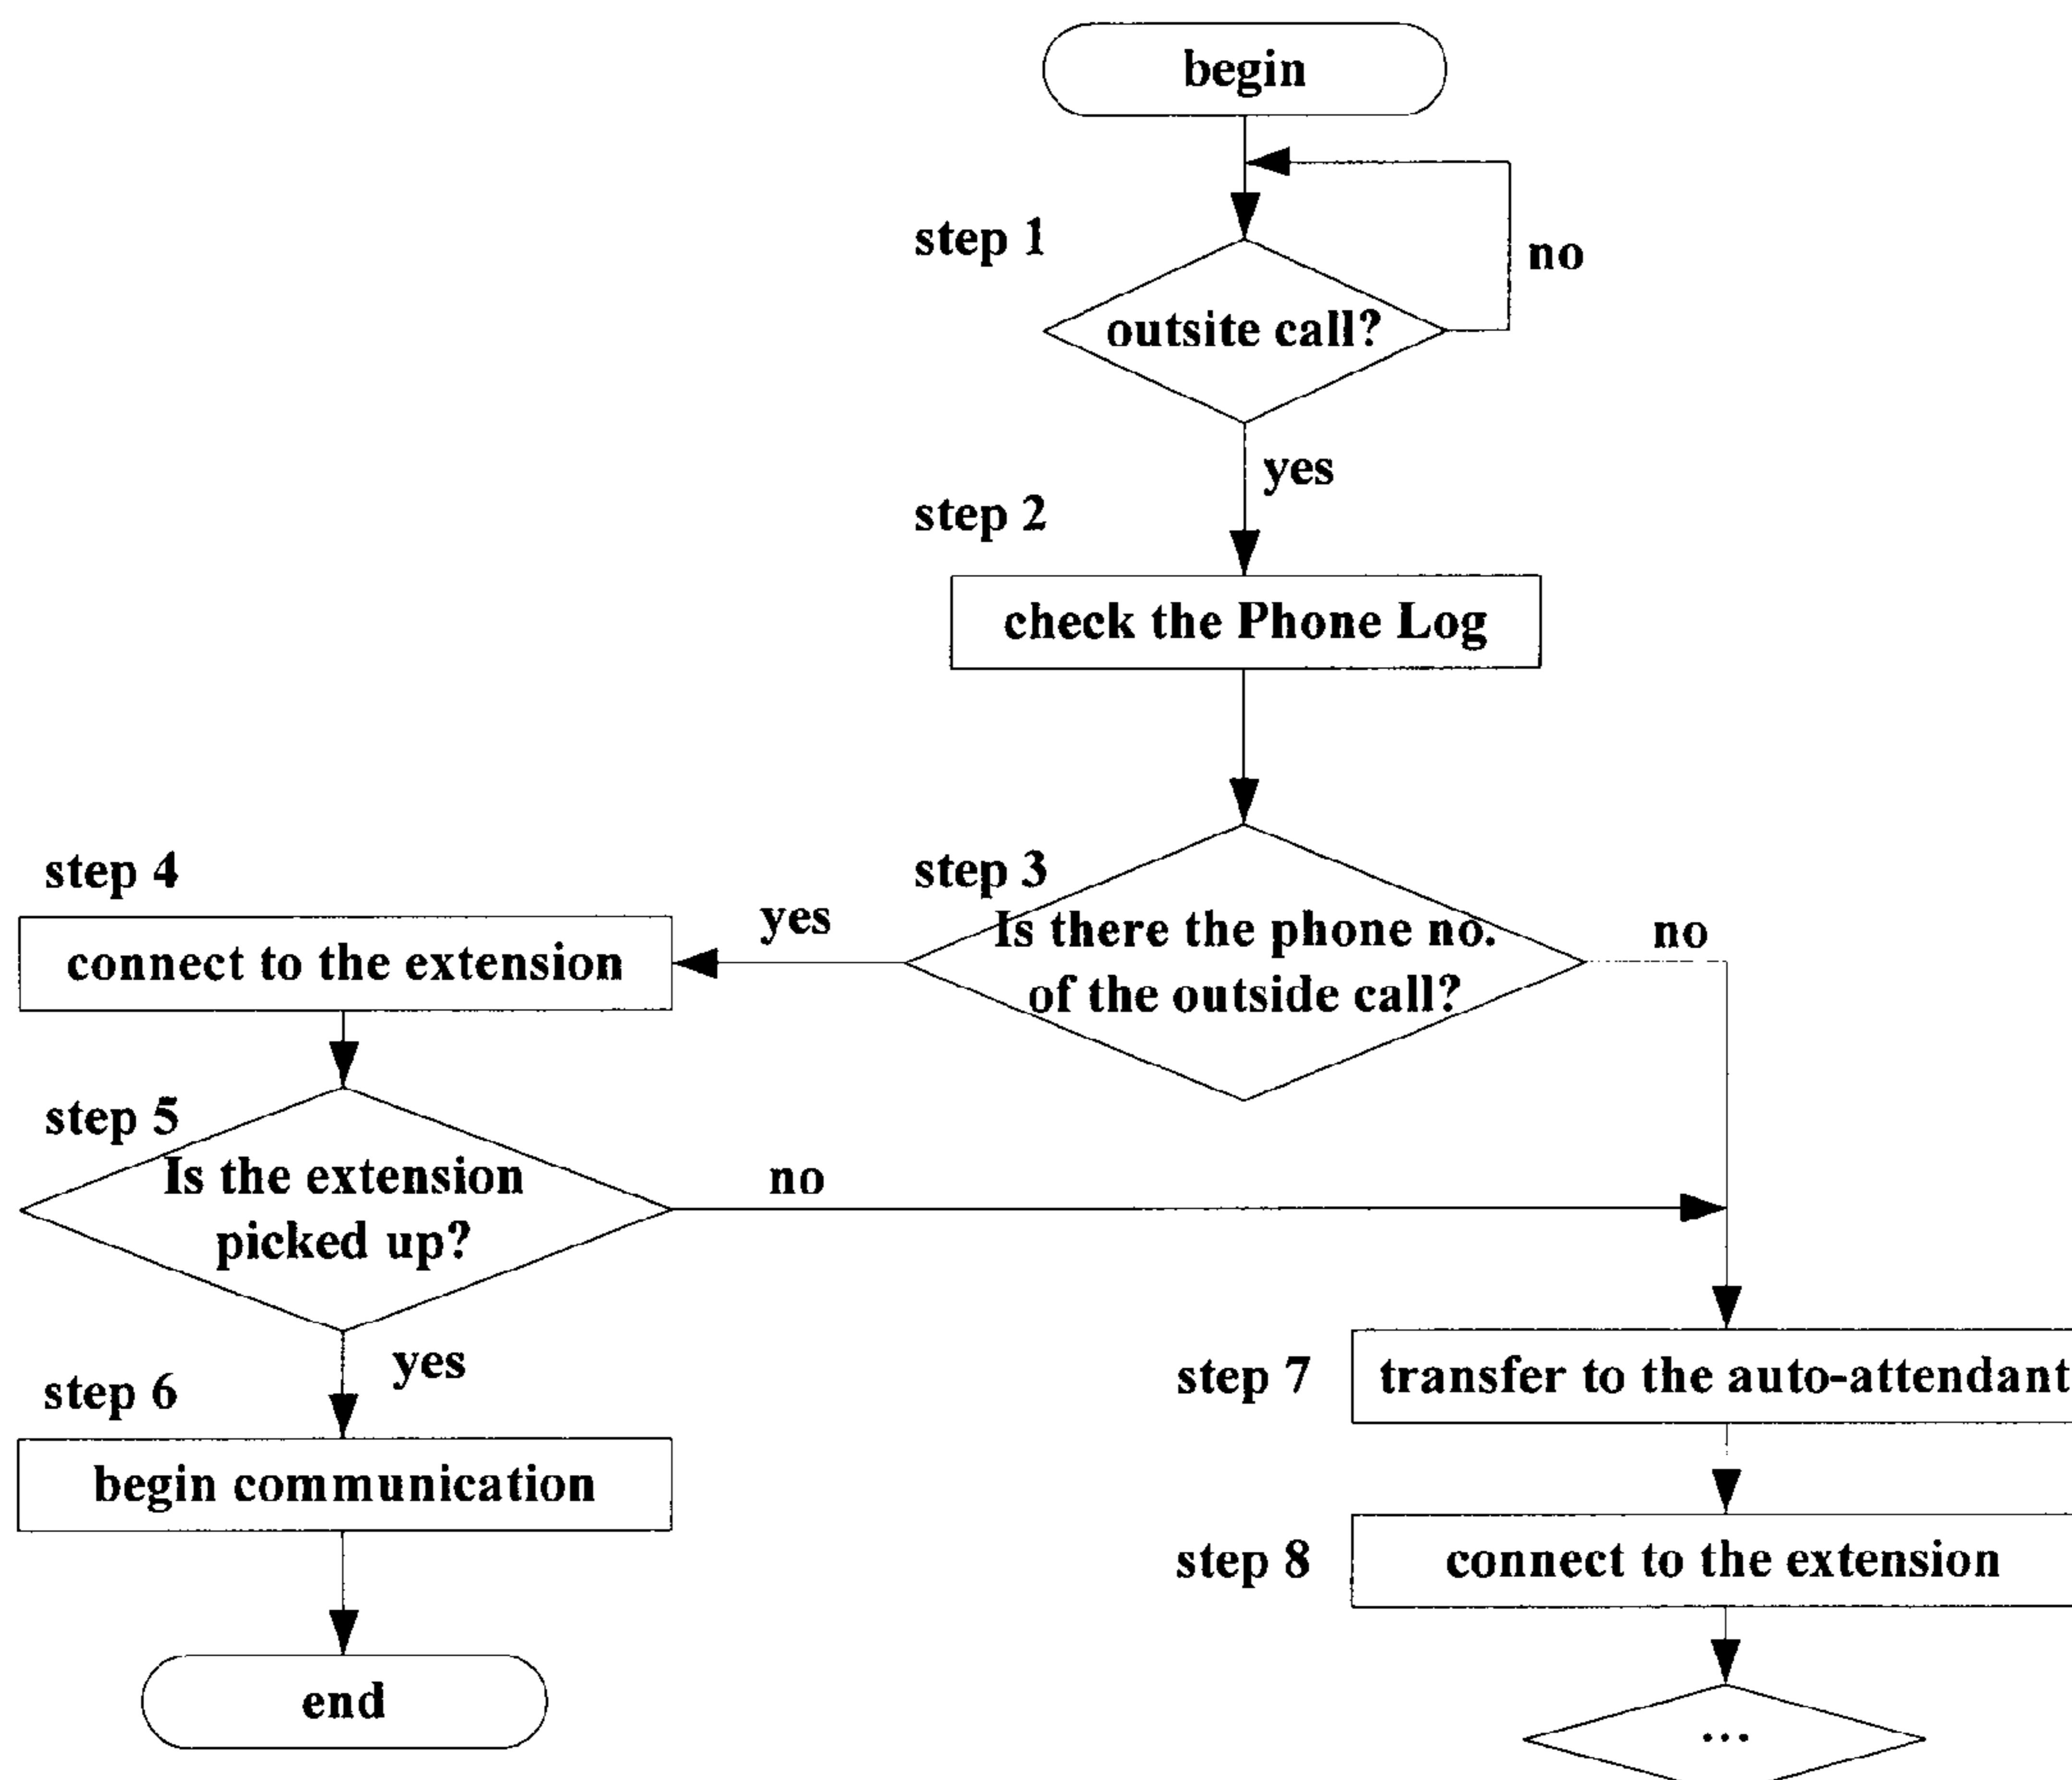 begin
step 1
no
outsite call?
yes
step 2
check the Phone Log
step 4
step 3
yes
Is there the phone no.
no
connect to the extension
of the outside call?
step 5
Is the extension
no
picked up?
yes
step 7
transfer to the auto-attendant
step 6
begin communication
step 8
connect to the extension
end
...